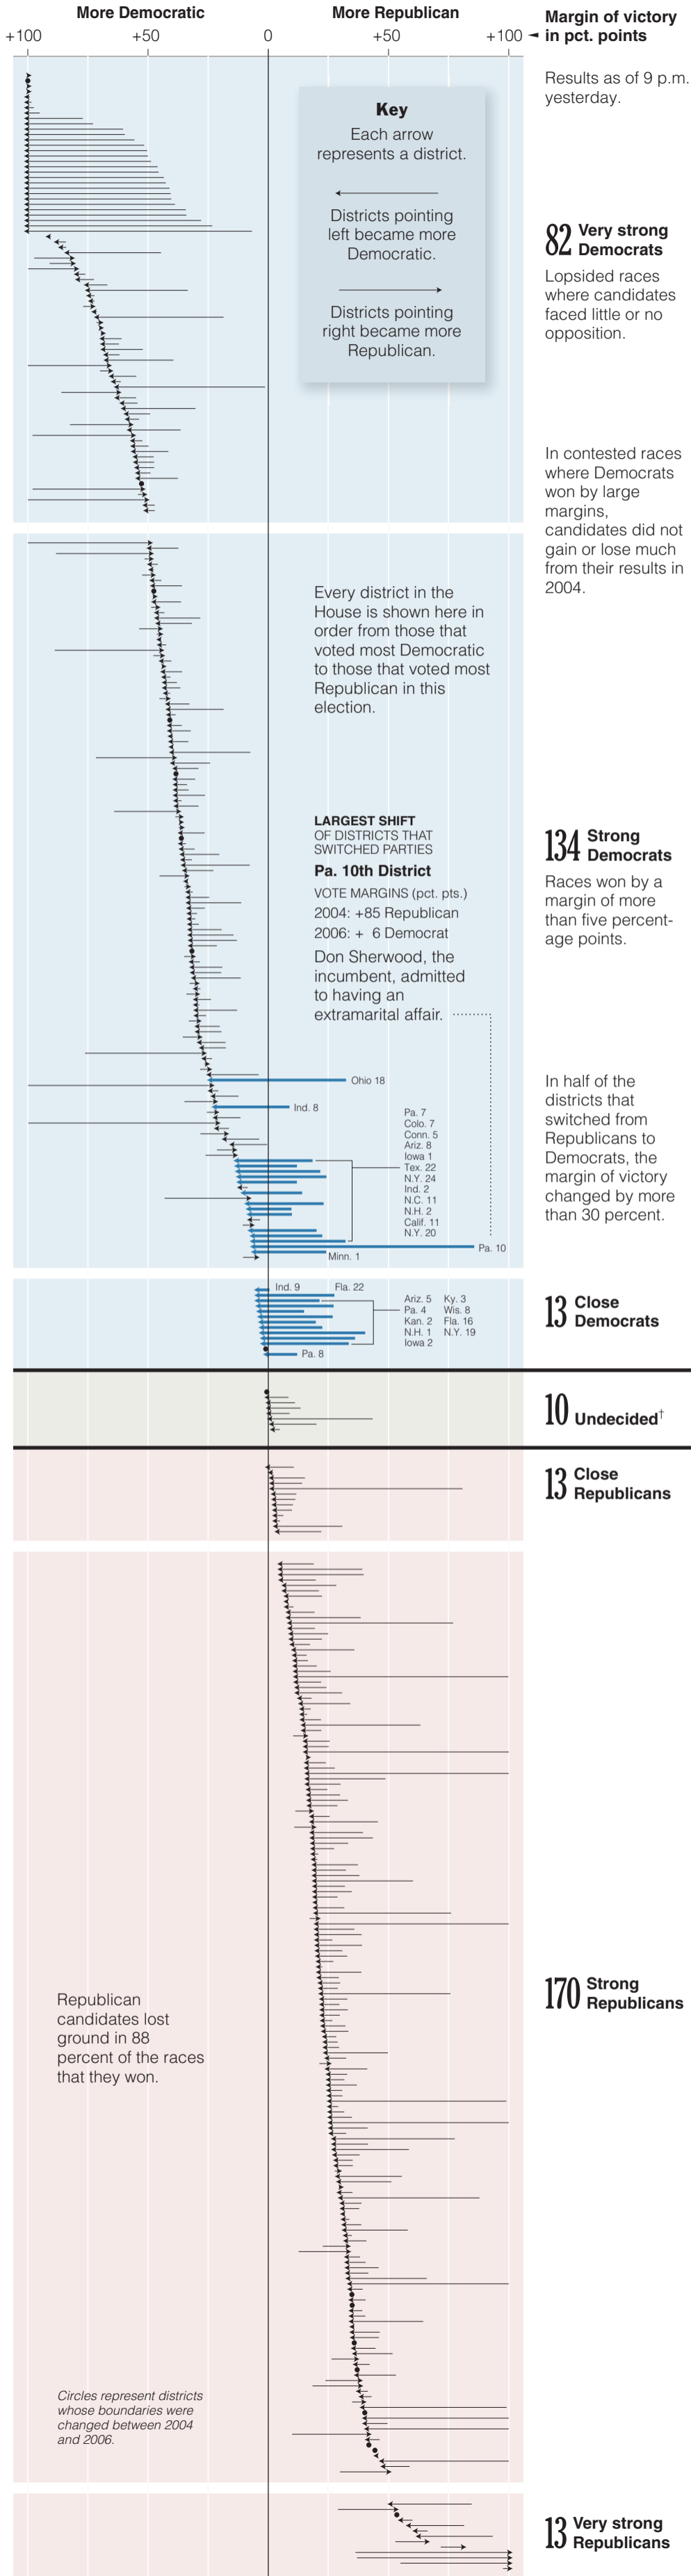 More Democratic
More Republican
+100
+50
0
+50
+100
Margin of victory
in pct. points
Results as of 9 p.m.
yesterday.
Key
Each arrow
represents a district.
Districts pointing
left became more
Democratic.
Districts pointing
right became more
Republican.
82 Very strong
Democrats
Lopsided races
where candidates
faced little or no
opposition.
In contested races
where Democrats
won by large
margins,
candidates did not
gain or lose much
from their results in
2004.
Every district in the
House is shown here in
order from those that
voted most Democratic
to those that voted most
Republican in this
election.
LARGEST SHIFT
OF DISTRICTS THAT
SWITCHED PARTIES
Pa. 10th District
VOTE MARGINS (pct. pts.)
2004: +85 Republican
2006: + 6 Democrat
Don Sherwood, the
incumbent, admitted
to having an
extramarital affair.
134 Strong
Democrats
Races won by a
margin of more
than five percent-
age points.
Ohio 18
Ind. 8
Pa. 7
Colo. 7
Conn. 5
Ariz. 8
Iowa 1
Tex. 22
N.Y. 24
Ind. 2
N.C. 11
N.H. 2
Calif. 11
N.Y. 20
Pa. 10
Minn. 1
In half of the
districts that
switched from
Republicans to
Democrats, the
margin of victory
changed by more
than 30 percent.
Ind. 9
Fla. 22
Ariz. 5 Ky. 3
Pa. 4 Wis. 8
Kan. 2 Fla. 16
N.H. 1 N.Y. 19
Iowa 2
Pa. 8
13 Close
Democrats
10 Undecided†
13 Close
Republicans
170 Strong
Republicans
Republican
candidates lost
ground in 88
percent of the races
that they won.
Circles represent districts
whose boundaries were
changed between 2004
and 2006.
13 Very strong
Republicans